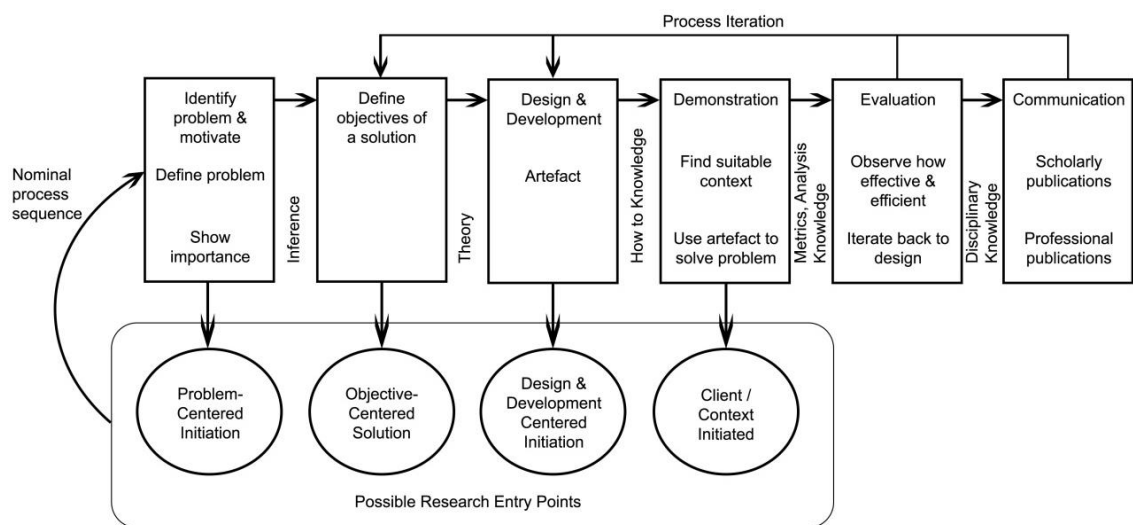 Process Iteration
Nominal
process
sequence
Identify
problem &
motivate
Define problem
Show
importance
Inference
Define
objectives of
a solution
Theory
Design &
Development
Artefact
How to Knowledge
Demonstration
Find suitable
context
Use artefact to
solve problem
Metrics, Analysis
Knowledge
Evaluation
Observe how
effective &
efficient
Iterate back to
design
Disciplinary
Knowledge
Communication
Scholarly
publications
Professional
publications
Problem-
Centered
Initiation
Objective-
Centered
Solution
Design &
Development
Centered
Initiation
Client /
Context
Initiated
Possible Research Entry Points